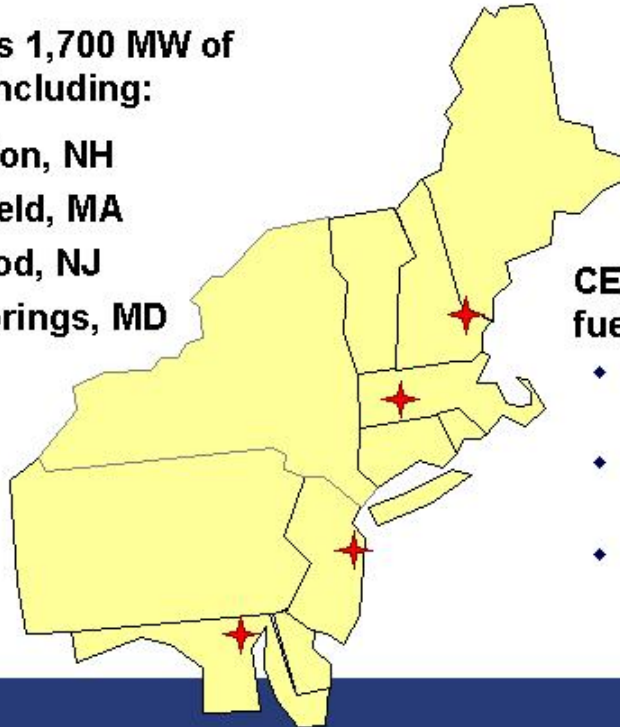 s 1,700 MW of
ncluding:
on, NH
eld, MA
od, NJ
rings, MD
CE
fue